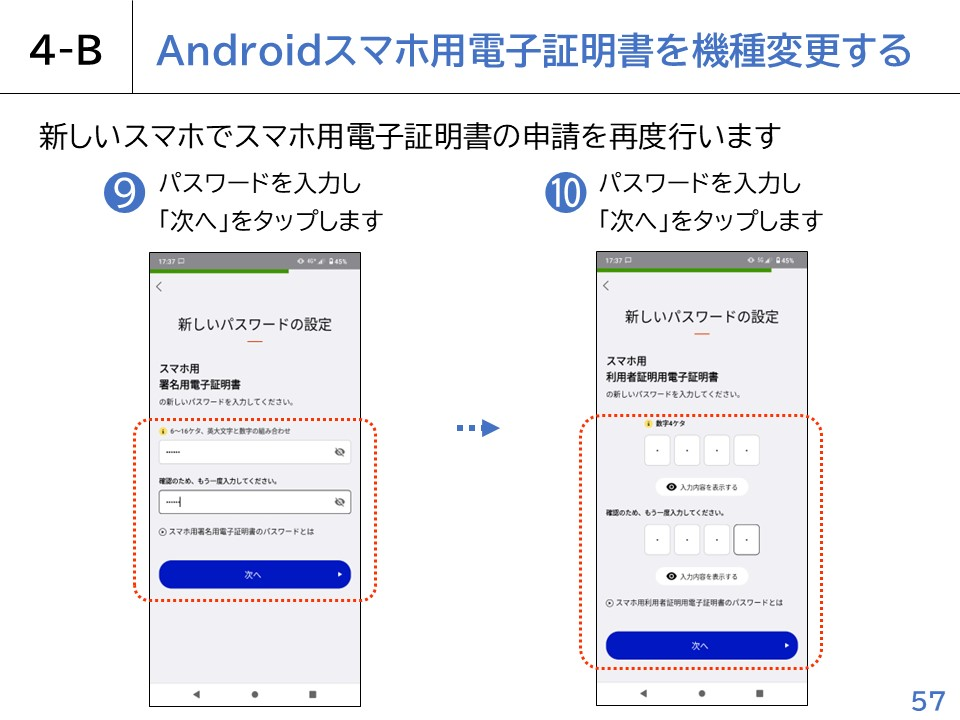 4-B
Androidスマホ用電子証明書を機種変更する
新しいスマホでスマホ用電子証明書の申請を再度行います
9
パスワードを入力し
「次へ」をタップします
17:37
4G+
45%
新しいパスワードの設定
スマホ用
署名用電子証明書
の新しいパスワードを入力してください。
6～16ケタ、英大文字と数字の組み合わせ
確認のため、もう一度入力してください。
スマホ用署名用電子証明書のパスワードとは
次へ
10
パスワードを入力し
「次へ」をタップします
17:37
5G
45%
新しいパスワードの設定
スマホ用
利用者証明用電子証明書
の新しいパスワードを入力してください。
数字4ケタ
入力内容を表示する
確認のため、もう一度入力してください。
入力内容を表示する
スマホ用利用者証明用電子証明書のパスワードとは
次へ
57